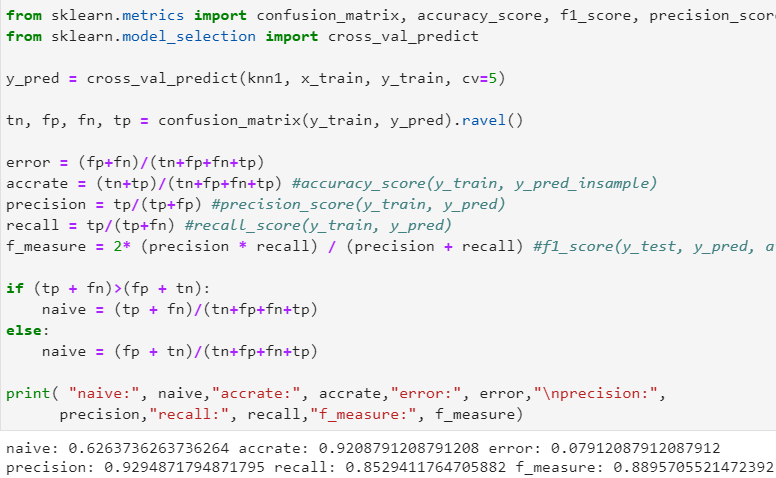 from sklearn.metrics import confusion_matrix, accuracy_score, f1_score, precision_scor
from sklearn.model_selection import cross_val_predict
y_pred = cross_val_predict(knn1, x_train, y_train, cv=5)
tn, fp, fn, tp = confusion_matrix(y_train, y_pred).ravel()
error = (fp+fn)/(tn+fp+fn+tp)
accrate = (tn+tp)/(tn+fp+fn+tp) #accuracy_score(y_train, y_pred_insample)
precision = tp/(tp+fp) #precision_score(y_train, y_pred)
recall = tp/(tp+fn) #recall_score(y_train, y_pred)
f_measure = 2* (precision * recall) / (precision + recall) #f1_score(y_test, y_pred, a
if (tp + fn)>(fp + tn):
    naive = (tp + fn)/(tn+fp+fn+tp)
else:
    naive = (fp + tn)/(tn+fp+fn+tp)
print( "naive:", naive,"accrate:", accrate,"error:", error,"\nprecision:",
      precision,"recall:", recall,"f_measure:", f_measure)
naive: 0.6263736263736264 accrate: 0.9208791208791208 error: 0.07912087912087912
precision: 0.9294871794871795 recall: 0.8529411764705882 f_measure: 0.8895705521472392